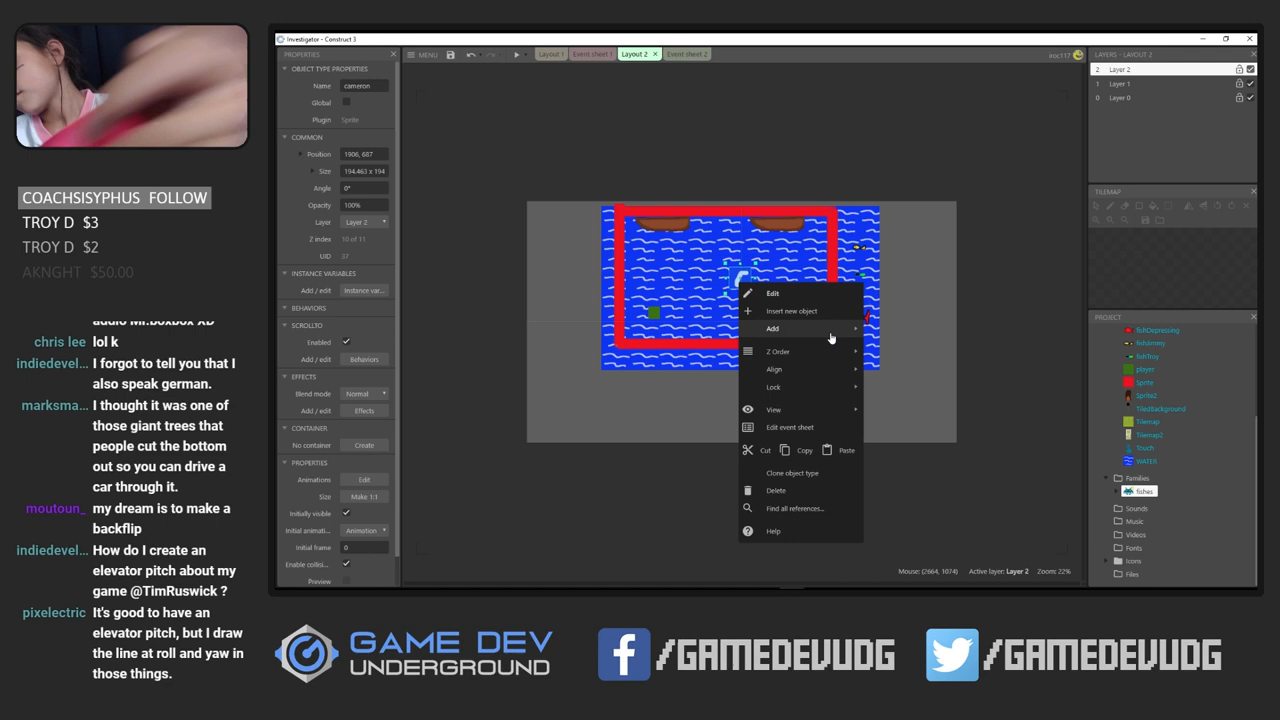 COACHSISYPHUS FOLLOW
TROY D $3
TROY D $2
AKNGHT $50.00
audio Mr.BxBox XD
chris lee lol k
indiedevel... I forgot to tell you that I
also speak german.
marksma... I thought it was one of
those giant trees that
people cut the bottom
out so you can drive a
car through it.
moutoun_ my dream is to make a
backflip
indiedevel... How do I create an
elevator pitch about my
game @TimRuswick ?
pixelectric It's good to have an
elevator pitch, but I draw
the line at roll and yaw in
those things.
Investigator - Construct 3
PROPERTIES
OBJECT TYPE PROPERTIES
Name cameron
Global
Plugin Sprite
COMMON
Position 1906, 687
Size 194.463 x 194
Angle 0°
Opacity 100%
Layer Layer 2
Z index 10 of 11
UID 37
INSTANCE VARIABLES
Add / edit Instance var...
BEHAVIORS
SCROLLTO
Enabled
Add / edit Behaviors
EFFECTS
Blend mode Normal
Add / edit Effects
CONTAINER
No container Create
PROPERTIES
Animations Edit
Size Make 1:1
Initially visible
Initial animati... Animation
Initial frame 0
Enable collisi...
Preview
MENU
Layout 1
Event sheet 1
Layout 2
Event sheet 2
iroc117
Edit
Insert new object
Add
Z Order
Align
Lock
View
Edit event sheet
Cut Copy Paste
Clone object type
Delete
Find all references...
Help
Mouse: (2664, 1074) Active layer: Layer 2 Zoom: 22%
LAYERS - LAYOUT 2
2 Layer 2
1 Layer 1
0 Layer 0
TILEMAP
PROJECT
fishDepressing
fishJimmy
fishTroy
player
Sprite
Sprite2
TiledBackground
Tilemap
Tilemap2
Touch
WATER
Families
fishes
Sounds
Music
Videos
Fonts
Icons
Files
GAME DEV
UNDERGROUND
/GAMEDEVUDG
/GAMEDEVUDG